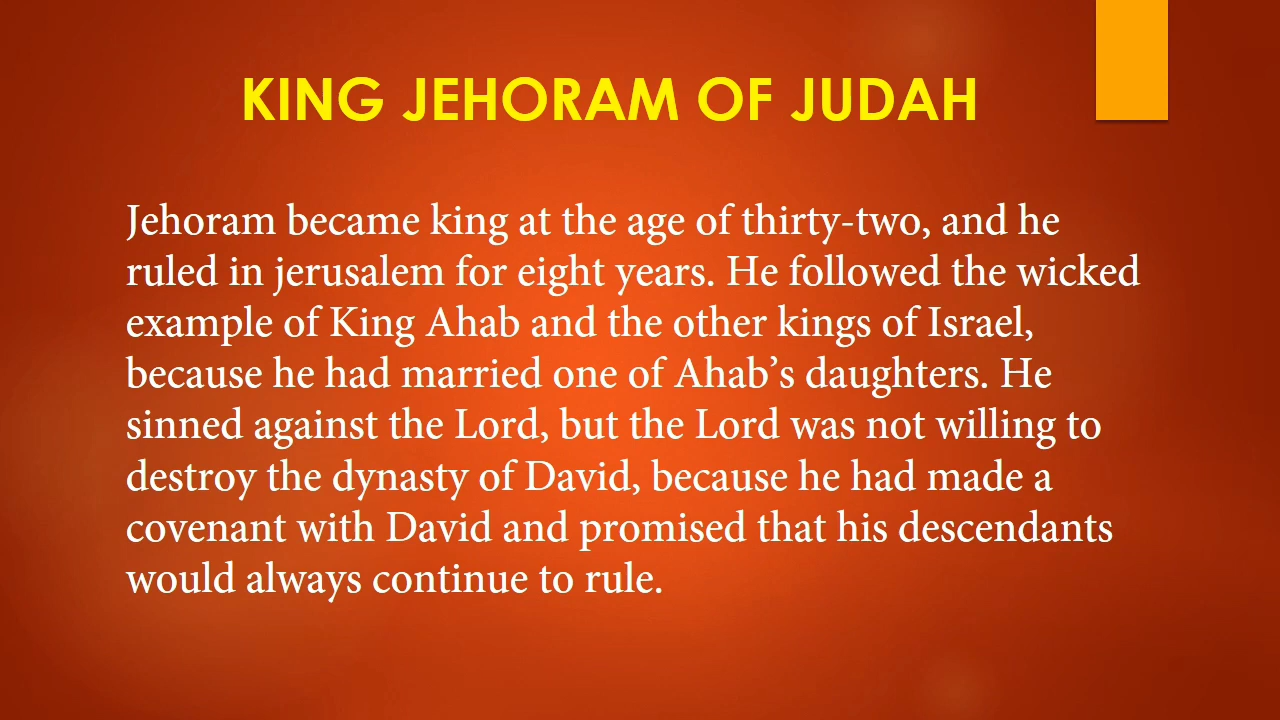 KING JEHORAM OF JUDAH
Jehoram became king at the age of thirty-two, and he
ruled in jerusalem for eight years. He followed the wicked
example of King Ahab and the other kings of Israel,
because he had married one of Ahab’s daughters. He
sinned against the Lord, but the Lord was not willing to
destroy the dynasty of David, because he had made a
covenant with David and promised that his descendants
would always continue to rule.